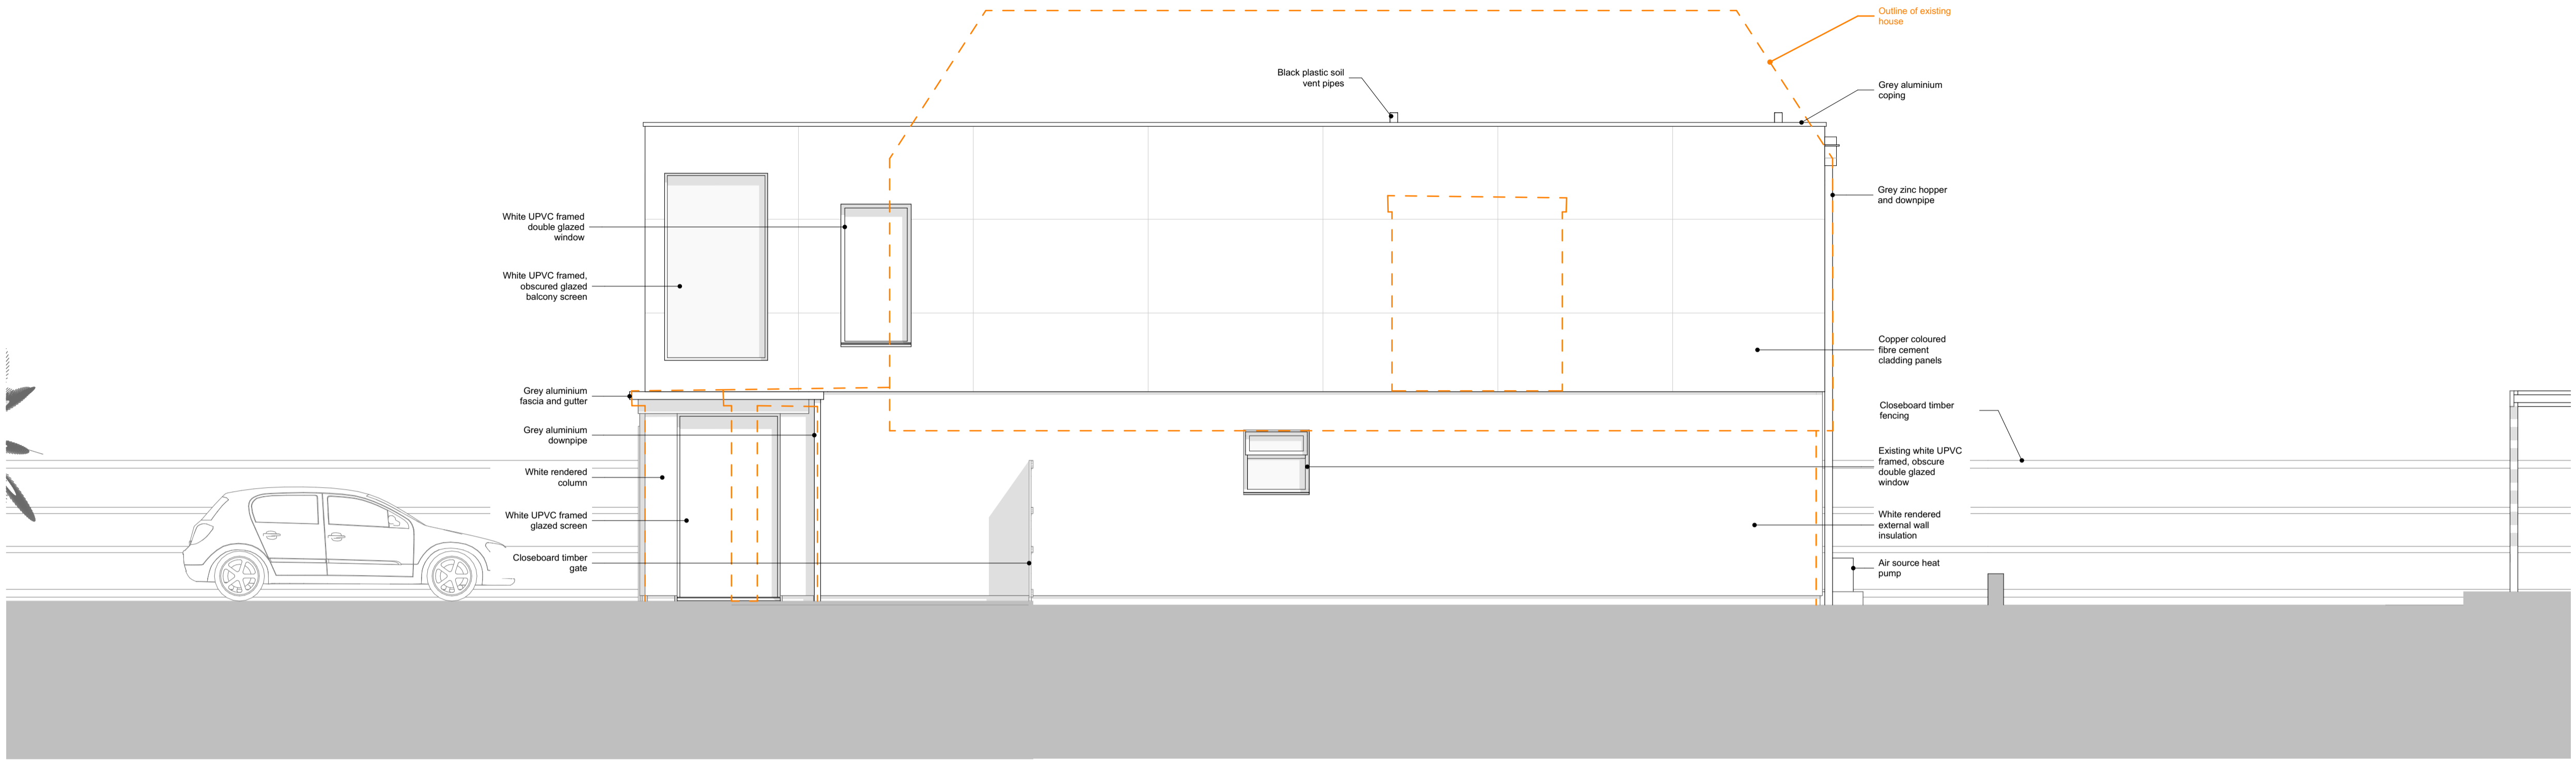 Outline of existing
house
Black plastic soil
vent pipes
Grey aluminium
coping
Grey zinc hopper
and downpipe
White UPVC framed
double glazed
window
White UPVC framed,
obscured glazed
balcony screen
Copper coloured
fibre cement
cladding panels
Grey aluminium
fascia and gutter
Closeboard timber
fencing
Grey aluminium
downpipe
Existing white UPVC
framed, obscure
double glazed
window
White rendered
column
White UPVC framed
glazed screen
White rendered
external wall
insulation
Closeboard timber
gate
Air source heat
pump